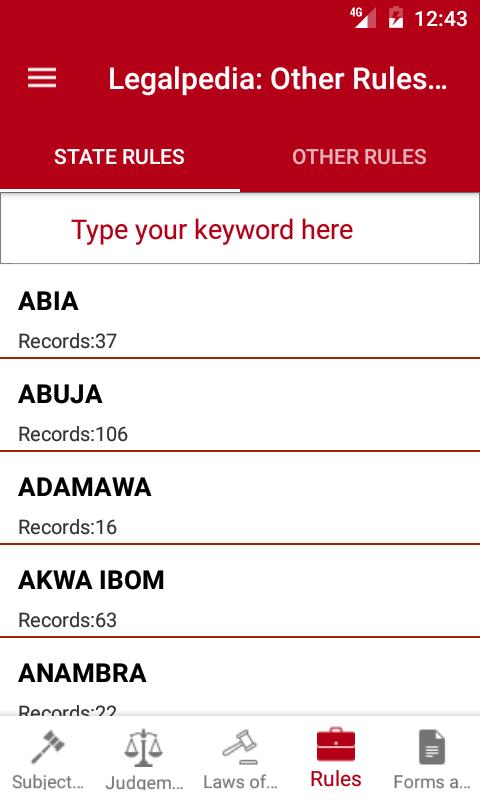 4G 12:43
Legalpedia: Other Rules...
STATE RULES OTHER RULES
Type your keyword here
ABIA
Records:37
ABUJA
Records:106
ADAMAWA
Records:16
AKWA IBOM
Records:63
ANAMBRA
Records:22
Subject... Judgem... Laws of... Rules Forms a...